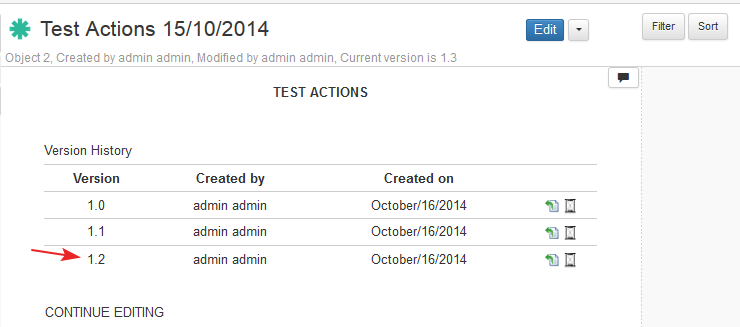 Test Actions 15/10/2014
Edit
Filter
Sort
Object 2, Created by admin admin, Modified by admin admin, Current version is 1.3
TEST ACTIONS
Version History
Version Created by Created on
1.0 admin admin October/16/2014
1.1 admin admin October/16/2014
1.2 admin admin October/16/2014
CONTINUE EDITING